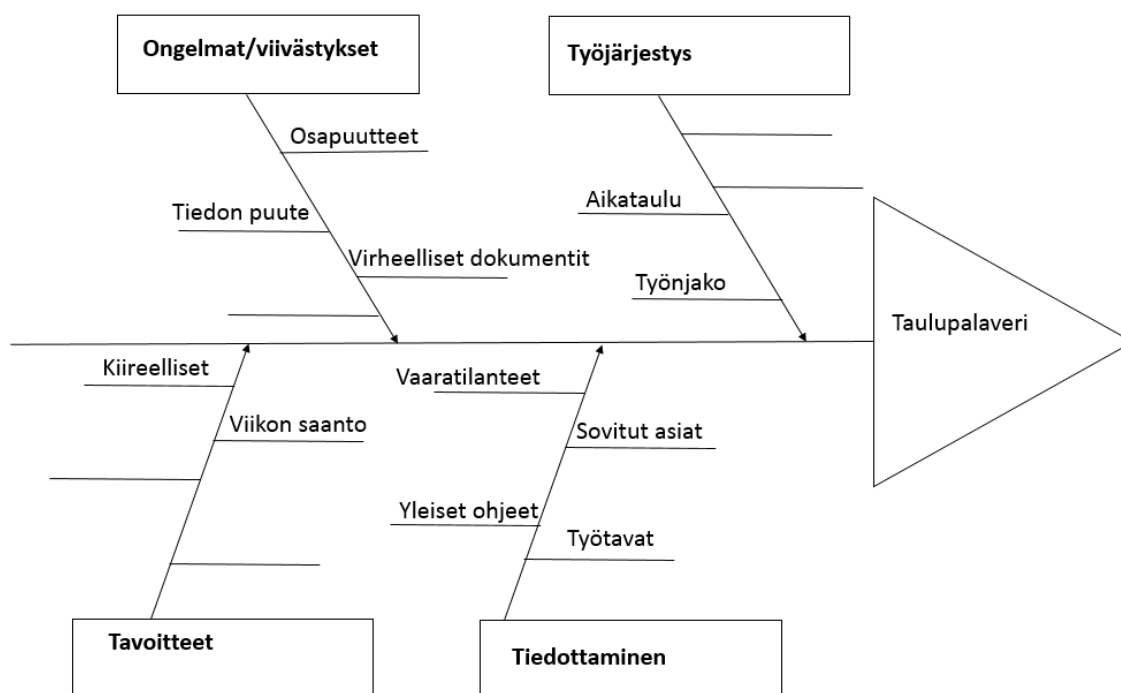 Ongelmat/viivästykset
Työjärjestys
Osapuutteet
Tiedon puute
Aikataulu
Virheelliset dokumentit
Työnjako
Taulupalaveri
Kiireelliset
Vaaratilanteet
Viikon saanto
Sovitut asiat
Yleiset ohjeet
Työtavat
Tavoitteet
Tiedottaminen